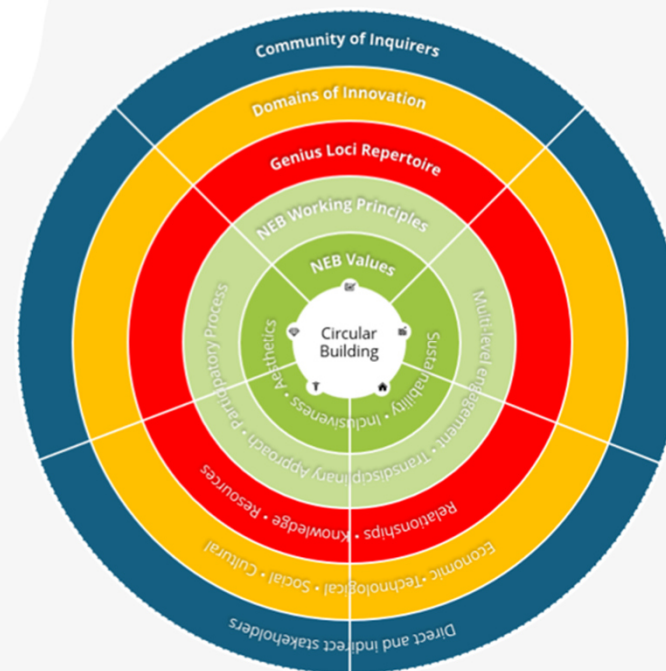 Community of Inquirers
Domains of Innovation
Genius Loci Repertoire
NEB Working Principles
NEB Values
Circular
Building
Sustainability • Inclusiveness • Aesthetics
Multi-level engagement • Transdisciplinary Approach • Participatory Process
Relationships • Knowledge • Resources
Economic • Technological • Social • Cultural
Direct and indirect stakeholders